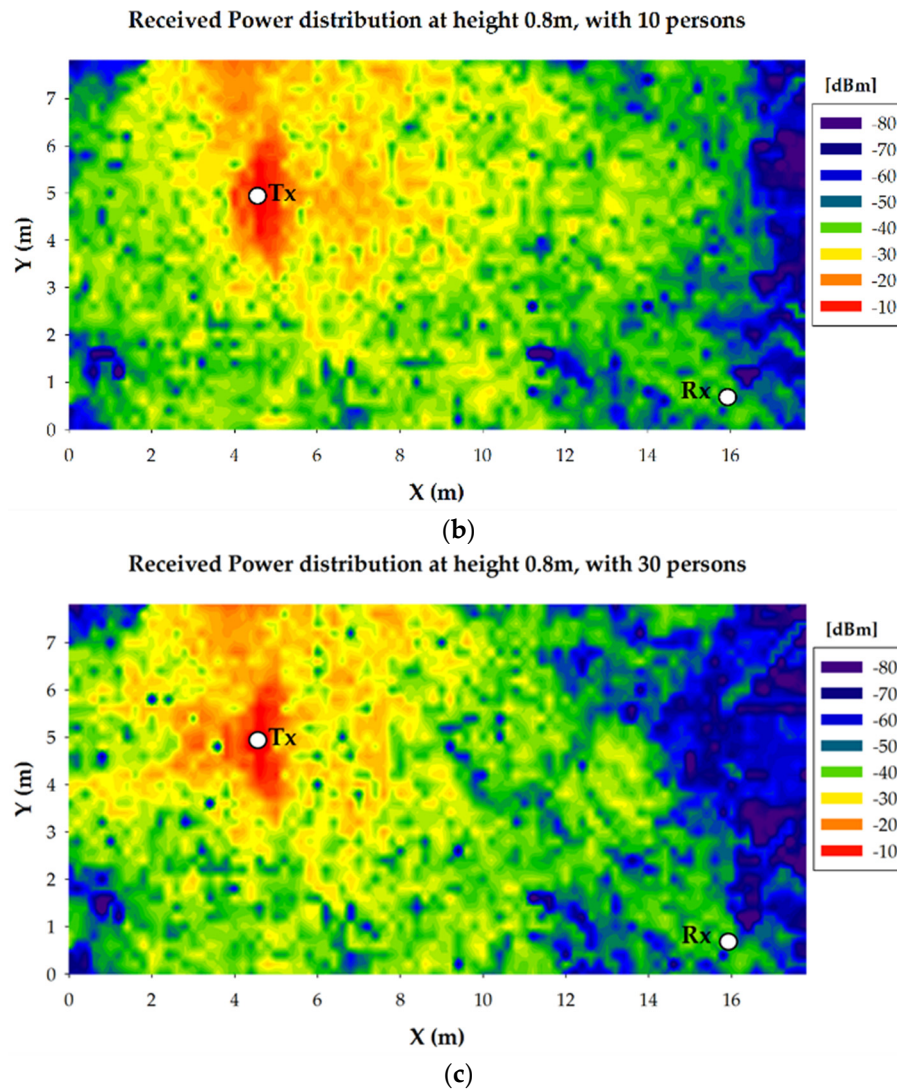 Received Power distribution at height 0.8m, with 10 persons
[dBm]
-80
-70
-60
-50
-40
-30
-20
-10
Y (m)
7
6
5
4
3
2
1
0
Tx
Rx
0 2 4 6 8 10 12 14 16
X (m)
(b)
Received Power distribution at height 0.8m, with 30 persons
[dBm]
-80
-70
-60
-50
-40
-30
-20
-10
Y (m)
7
6
5
4
3
2
1
0
Tx
Rx
0 2 4 6 8 10 12 14 16
X (m)
(c)